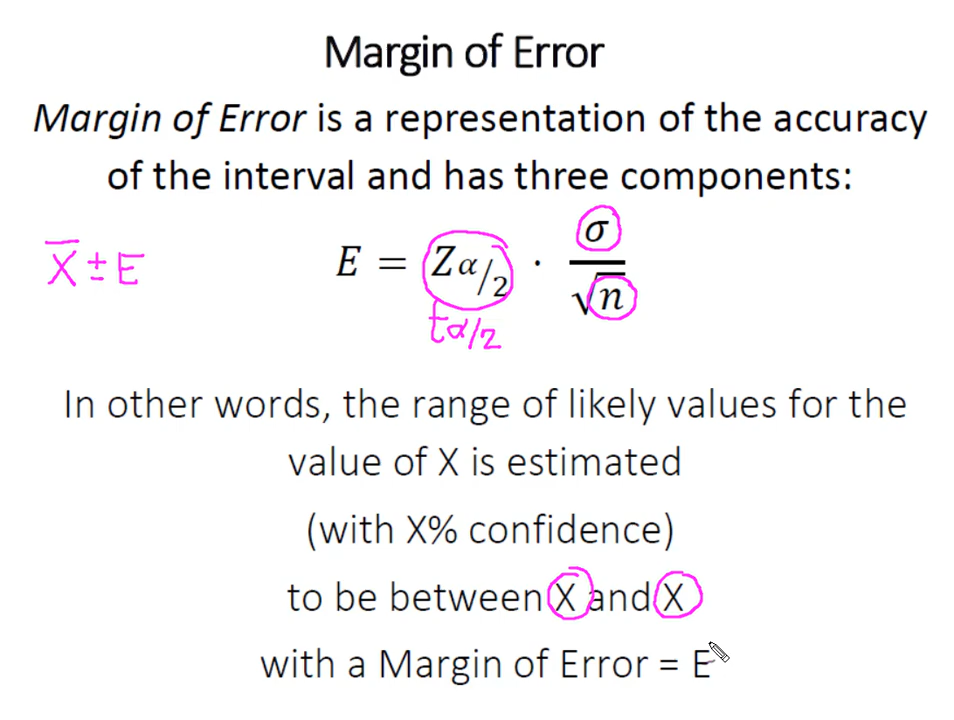 Margin of Error
Margin of Error is a representation of the accuracy
of the interval and has three components:
X̄ ± E
E = Zα/2 · σ/√n
tα/2
In other words, the range of likely values for the
value of X is estimated
(with X% confidence)
to be between X and X
with a Margin of Error = E